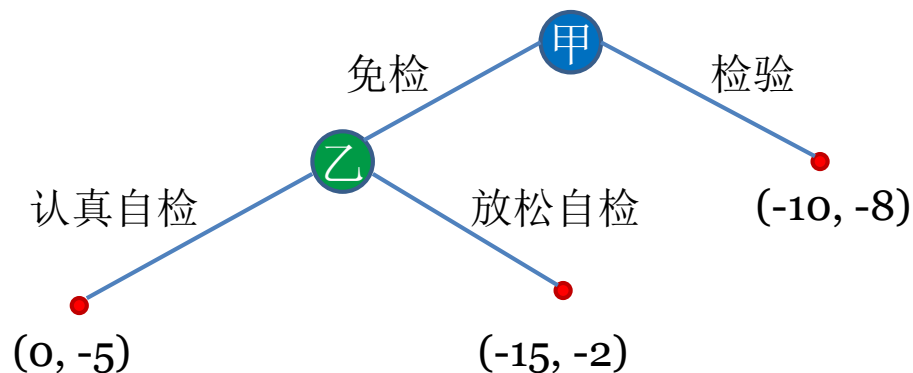 甲
免检
检验
乙
认真自检
放松自检
(-10, -8)
(0, -5)
(-15, -2)